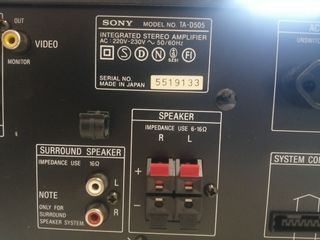 OUT
VIDEO
MONITOR
SONY MODEL NO. TA-D505
INTEGRATED STEREO AMPLIFIER
AC: 220V-230V ~ 50/60Hz
SERIAL NO.
MADE IN JAPAN
5519133
AC
UNSWITC
SPEAKER
IMPEDANCE USE 6-16Ω
R L
+
−
SURROUND SPEAKER
IMPEDANCE USE 16Ω
L
R
NOTE
ONLY FOR
SURROUND
SPEAKER SYSTEM.
SYSTEM CO